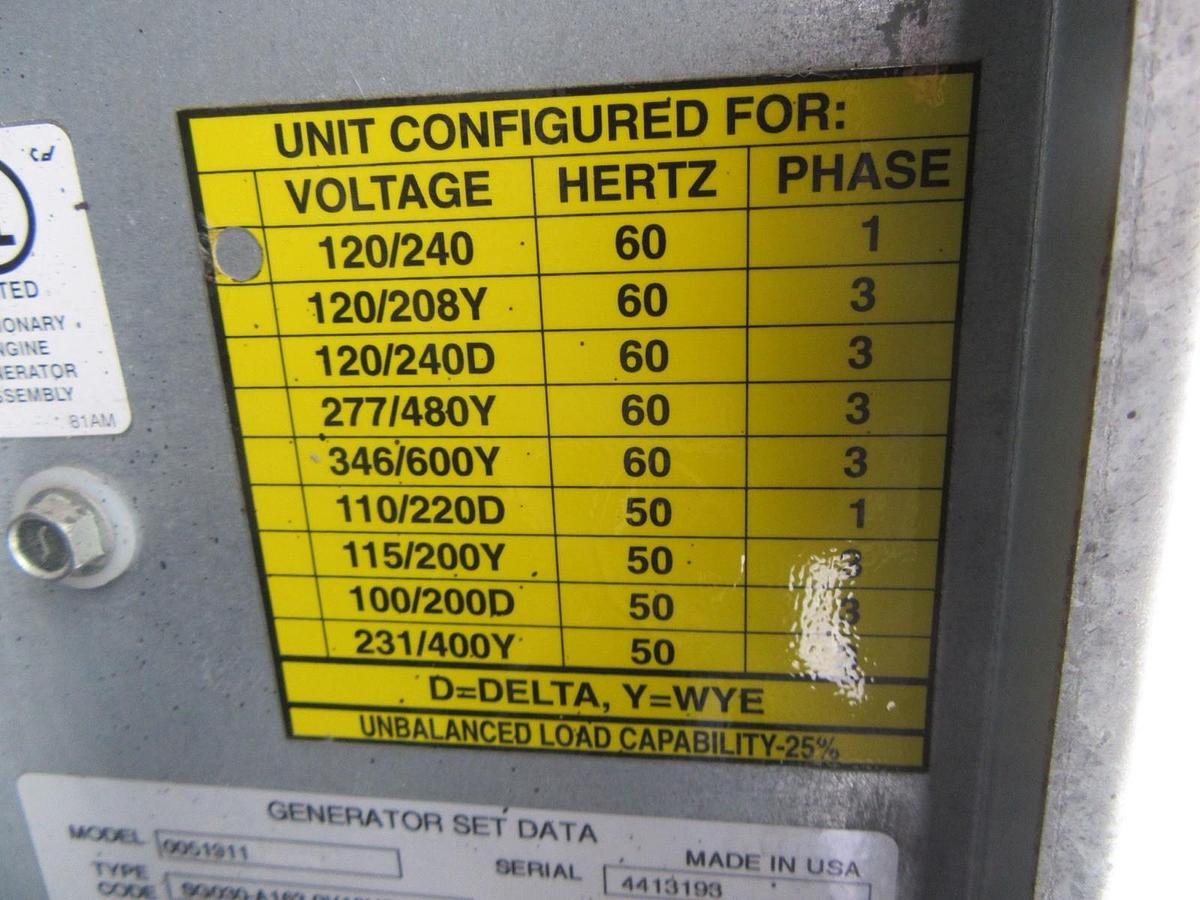 UNIT CONFIGURED FOR:
VOLTAGE HERTZ PHASE
120/240 60 1
120/208Y 60 3
120/240D 60 3
277/480Y 60 3
346/600Y 60 3
110/220D 50 1
115/200Y 50 3
100/200D 50 3
231/400Y 50
D=DELTA, Y=WYE
UNBALANCED LOAD CAPABILITY-25%
TED
IONARY
NGINE
NERATOR
SSEMBLY
81AM
GENERATOR SET DATA
MODEL 0051911
MADE IN USA
TYPE
CODE
SERIAL 4413193